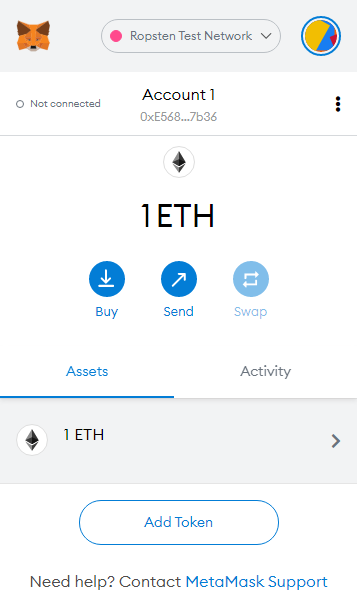 Ropsten Test Network
Not connected
Account 1
0xE568...7b36
1 ETH
Buy
Send
Swap
Assets
Activity
1 ETH
Add Token
Need help? Contact MetaMask Support